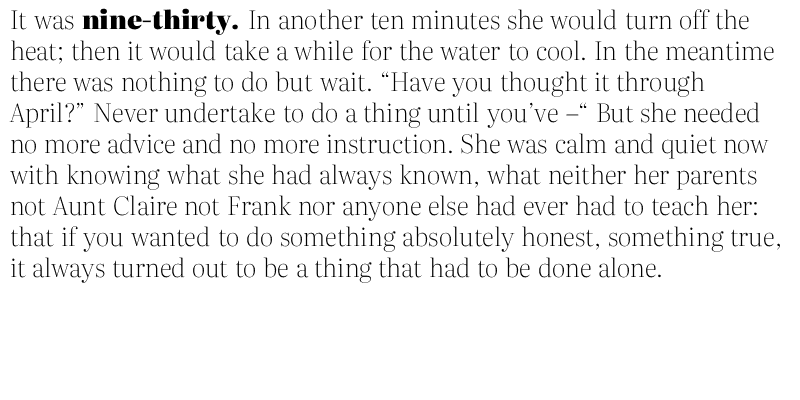 It was nine-thirty. In another ten minutes she would turn off the
heat; then it would take a while for the water to cool. In the meantime
there was nothing to do but wait. “Have you thought it through
April?” Never undertake to do a thing until you’ve –“ But she needed
no more advice and no more instruction. She was calm and quiet now
with knowing what she had always known, what neither her parents
not Aunt Claire not Frank nor anyone else had ever had to teach her:
that if you wanted to do something absolutely honest, something true,
it always turned out to be a thing that had to be done alone.